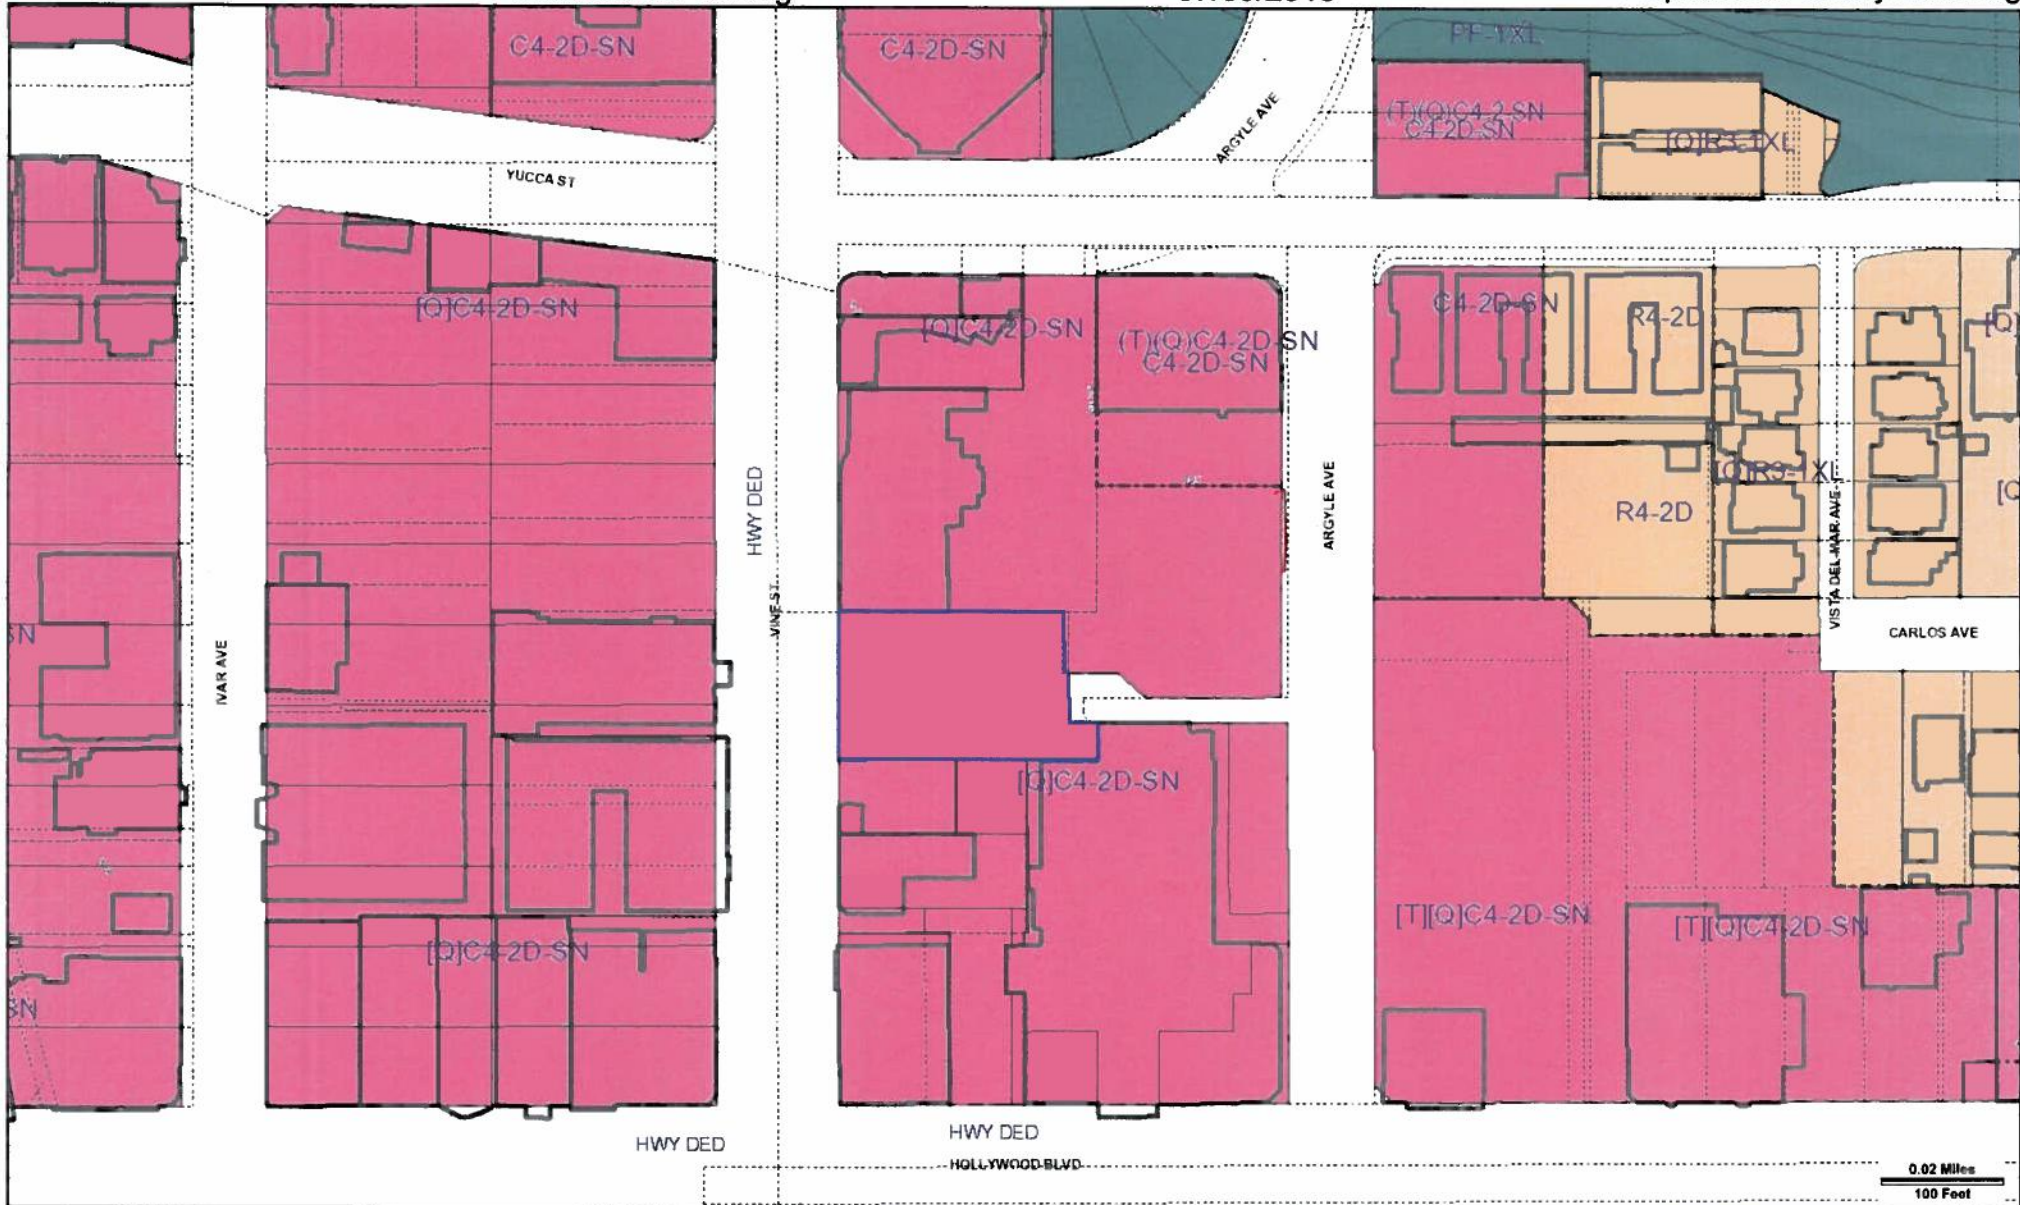 C4-2D-SN
C4-2D-SN
PF-1XL
ARGYLE AVE
(T)(Q)C4-2-SN
C4-2D-SN
[Q]R3-1XL
YUCCA ST
[Q]C4-2D-SN
[Q]C4-2D-SN
(T)(Q)C4-2D-SN
C4-2D-SN
C4-2D-SN
R4-2D
[Q]
HWY DED
ARGYLE AVE
[Q]R3-1XL
R4-2D
[Q
VISTA DEL MAR AVE
VINE ST
SN
IVAR AVE
CARLOS AVE
[Q]C4-2D-SN
[T][Q]C4-2D-SN
[T][Q]C4-2D-SN
[Q]C4-2D-SN
SN
HWY DED
HWY DED
HOLLYWOOD BLVD
0.02 Miles
100 Feet